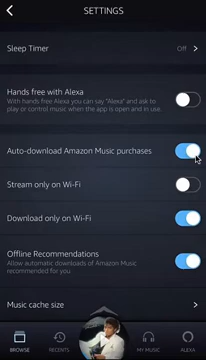 SETTINGS
Sleep Timer
Off
Hands free with Alexa
With hands free Alexa you can say "Alexa" and ask to
play or control music when the app is open and in use.
Auto-download Amazon Music purchases
Stream only on Wi-Fi
Download only on Wi-Fi
Offline Recommendations
Allow automatic downloads of Amazon Music
recommended for you
Music cache size
BROWSE
RECENTS
MY MUSIC
ALEXA